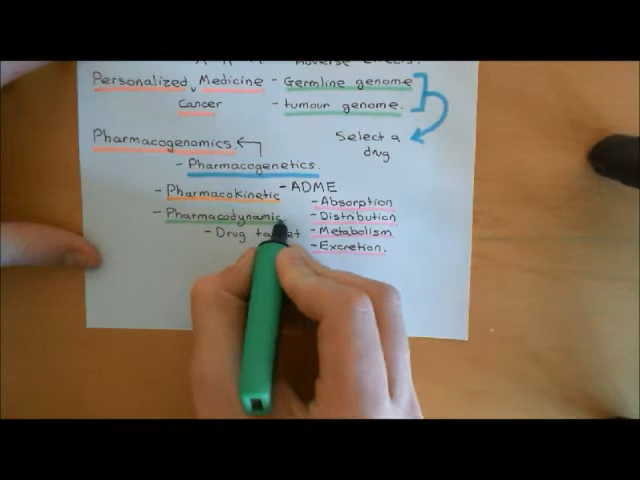 Adverse effects.
Personalized Medicine - Germline genome
Cancer - tumour genome.
Select a
drug
Pharmacogenomics.
- Pharmacogenetics.
- Pharmacokinetic - ADME
- Absorption
- Pharmacodynamic.
- Distribution
- Drug target
- Metabolism
- Excretion.